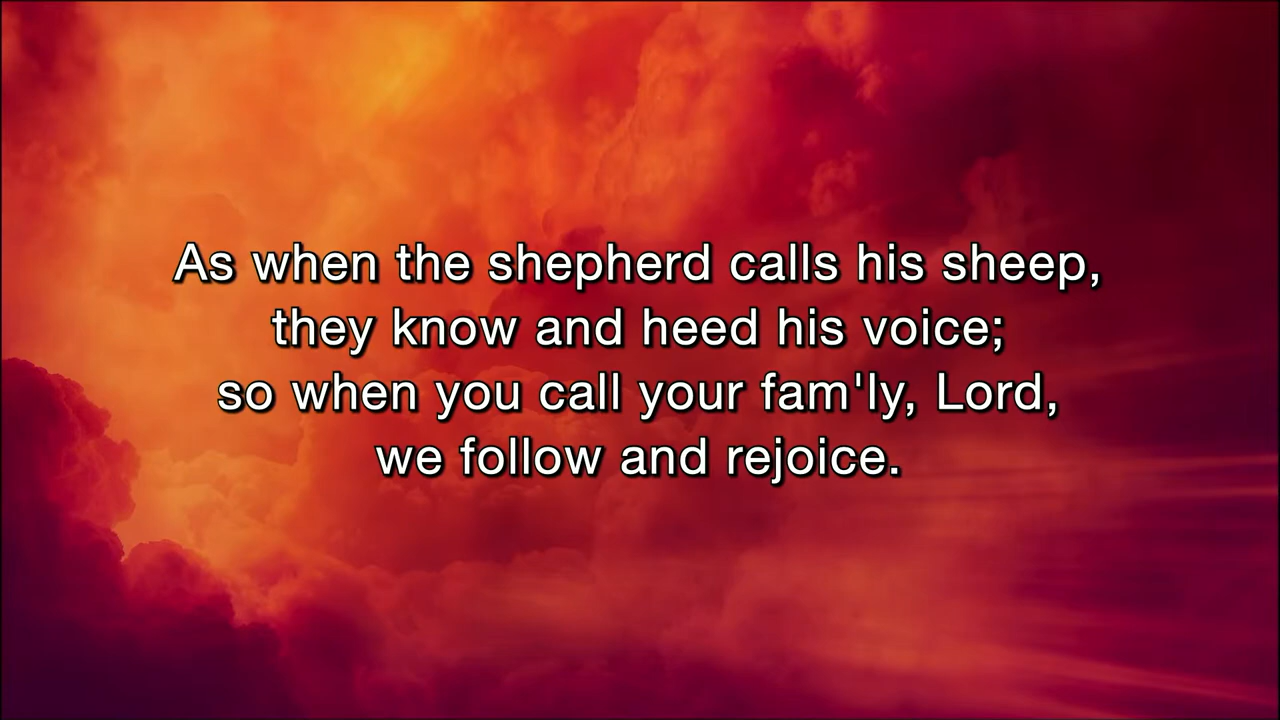 As when the shepherd calls his sheep,
they know and heed his voice;
so when you call your fam'ly, Lord,
we follow and rejoice.